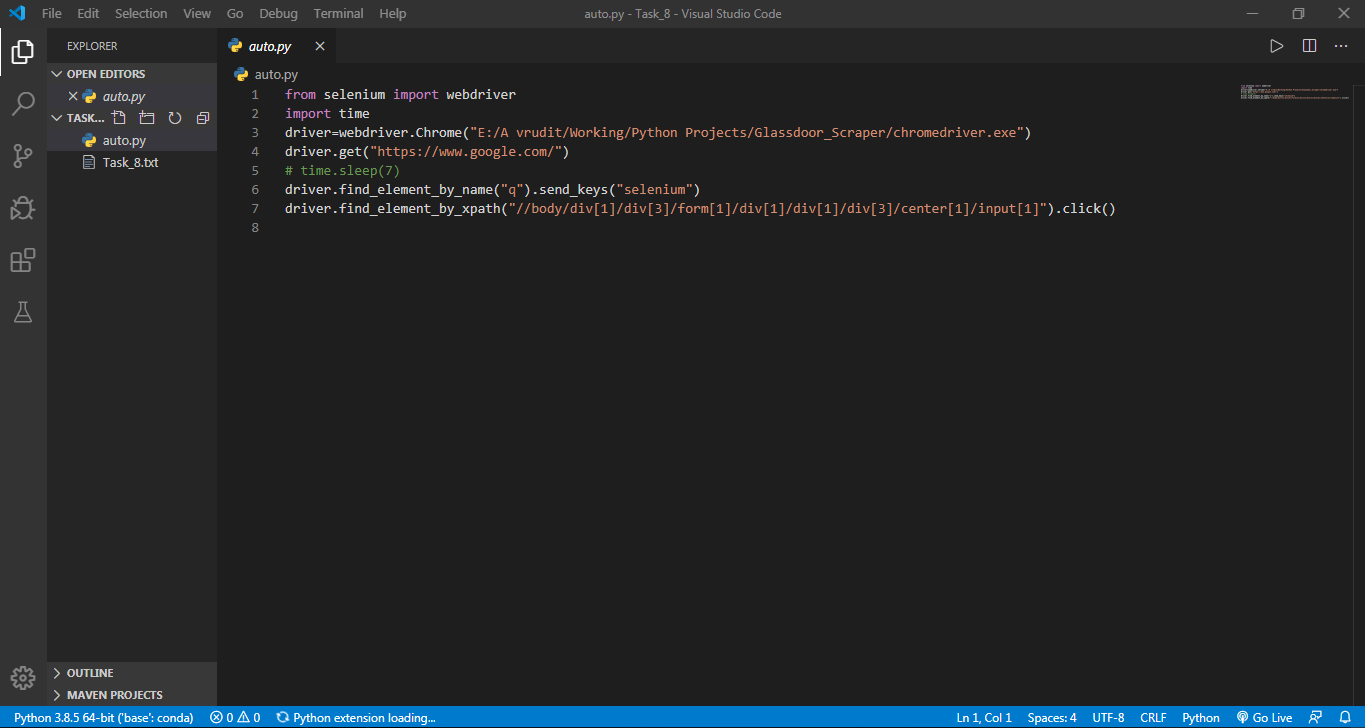 File Edit Selection View Go Debug Terminal Help
auto.py - Task_8 - Visual Studio Code
EXPLORER
OPEN EDITORS
auto.py
TASK...
auto.py
Task_8.txt
OUTLINE
MAVEN PROJECTS
auto.py
auto.py
1 from selenium import webdriver
2 import time
3 driver=webdriver.Chrome("E:/A vrudit/Working/Python Projects/Glassdoor_Scraper/chromedriver.exe")
4 driver.get("https://www.google.com/")
5 # time.sleep(7)
6 driver.find_element_by_name("q").send_keys("selenium")
7 driver.find_element_by_xpath("//body/div[1]/div[3]/form[1]/div[1]/div[1]/div[3]/center[1]/input[1]").click()
8
Python 3.8.5 64-bit ('base': conda) 0 0 Python extension loading... Ln 1, Col 1 Spaces: 4 UTF-8 CRLF Python Go Live